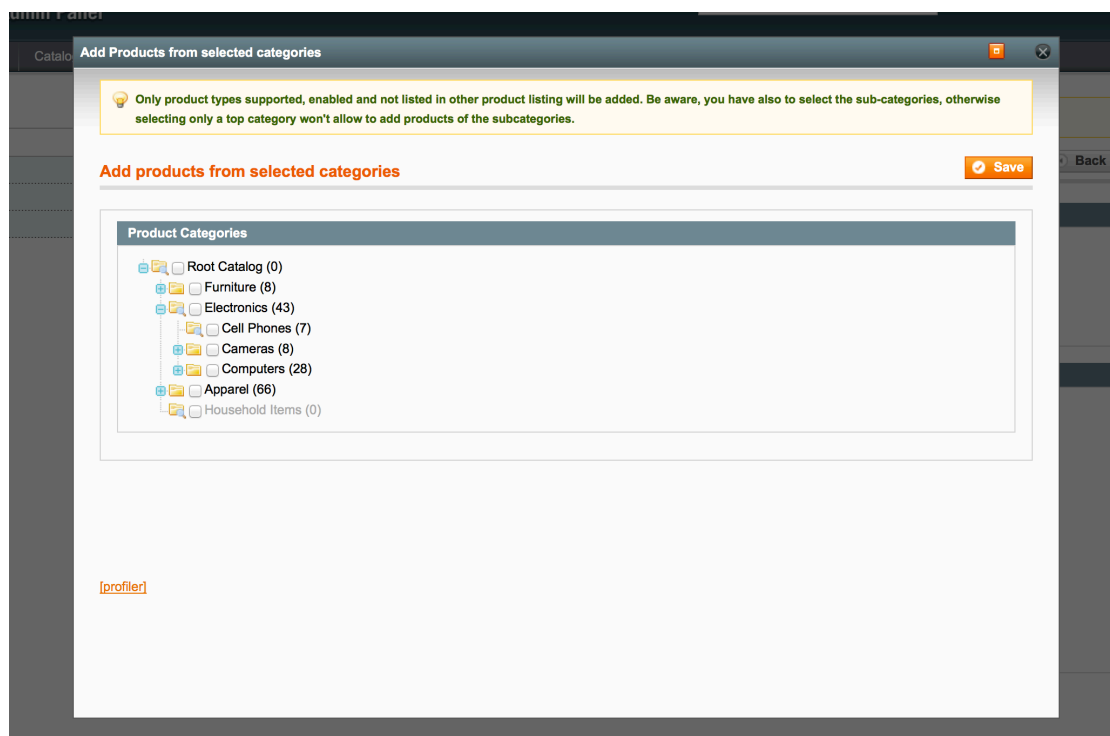 Admin Panel
Catalo
Add Products from selected categories
Only product types supported, enabled and not listed in other product listing will be added. Be aware, you have also to select the sub-categories, otherwise
selecting only a top category won't allow to add products of the subcategories.
Back
Add products from selected categories
Save
Product Categories
Root Catalog (0)
Furniture (8)
Electronics (43)
Cell Phones (7)
Cameras (8)
Computers (28)
Apparel (66)
Household Items (0)
[profiler]